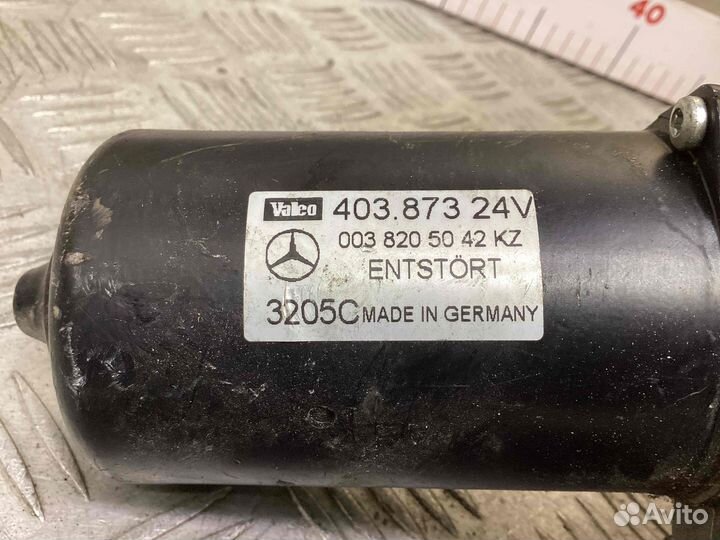 40
Valeo 403.873 24V
003 820 50 42 KZ
ENTSTÖRT
3205C MADE IN GERMANY
Avito